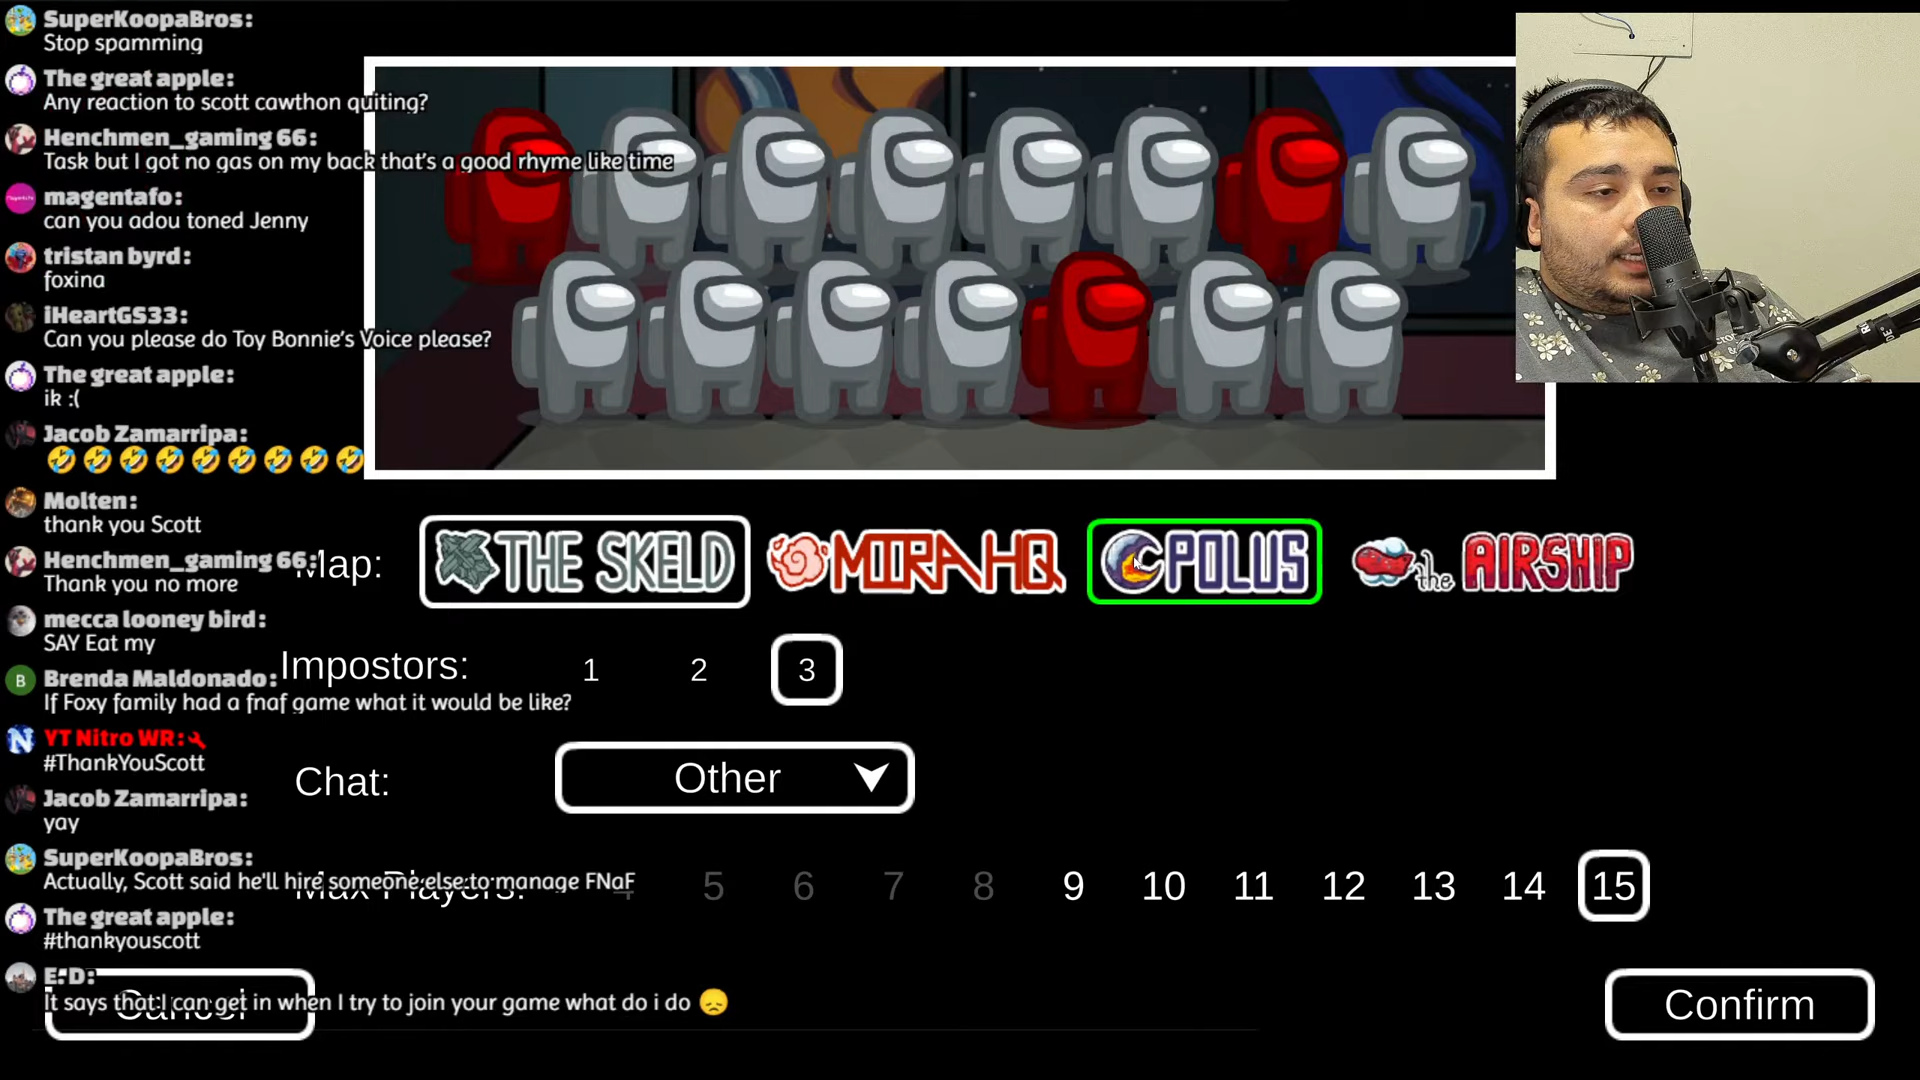 SuperKoopaBros:
Stop spamming
The great apple:
Any reaction to scott cawthon quiting?
Henchmen_gaming 66:
Task but I got no gas on my back that's a good rhyme like time
magentafo:
can you adou toned Jenny
tristan byrd:
foxina
iHeartGS33:
Can you please do Toy Bonnie's Voice please?
The great apple:
ik :(
Jacob Zamarripa:
🤣🤣🤣🤣🤣🤣🤣🤣🤣
Molten:
thank you Scott
Henchmen_gaming 66:
Thank you no more
mecca looney bird:
SAY Eat my
Brenda Maldonado:
If Foxy family had a fnaf game what it would be like?
YT Nitro WR:
#ThankYouScott
Jacob Zamarripa:
yay
SuperKoopaBros:
Actually, Scott said he'll hire someone else to manage FNaF
The great apple:
#thankyouscott
E. D:
It says that I can get in when I try to join your game what do i do 😞
Map: THE SKELD MIRA HQ POLUS the AIRSHIP
Impostors: 1 2 3
Chat: Other
Max Players: 4 5 6 7 8 9 10 11 12 13 14 15
Cancel Confirm